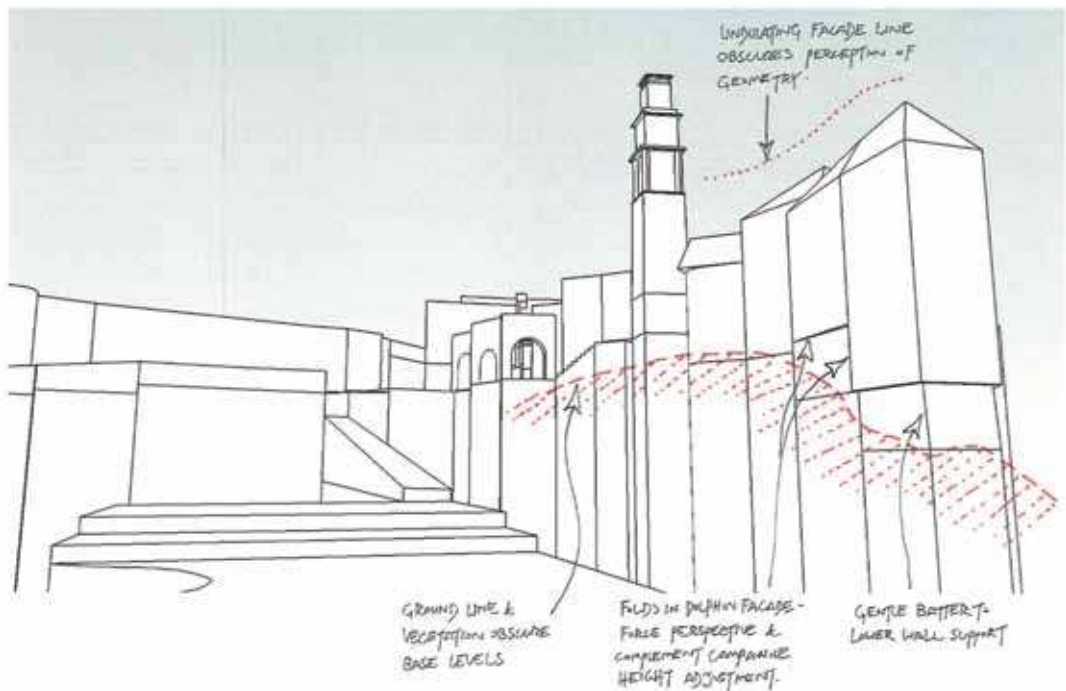 UNDULATING FACADE LINE
OBSCURES PERCEPTION OF
GEOMETRY
GROUND LINE &
VEGETATION OBSCURE
BASE LEVELS
FOLDS IN DOLPHIN FACADE -
FORCE PERSPECTIVE &
COMPLEMENT CAMPANILE
HEIGHT ADJUSTMENT.
GENTLE BATTER TO
LOWER WALL SUPPORT